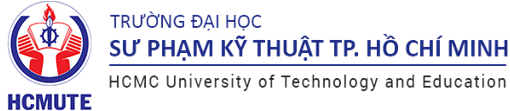 TRƯỜNG ĐẠI HỌC
SƯ PHẠM KỸ THUẬT TP. HỒ CHÍ MINH
HCMC University of Technology and Education
HCMUTE